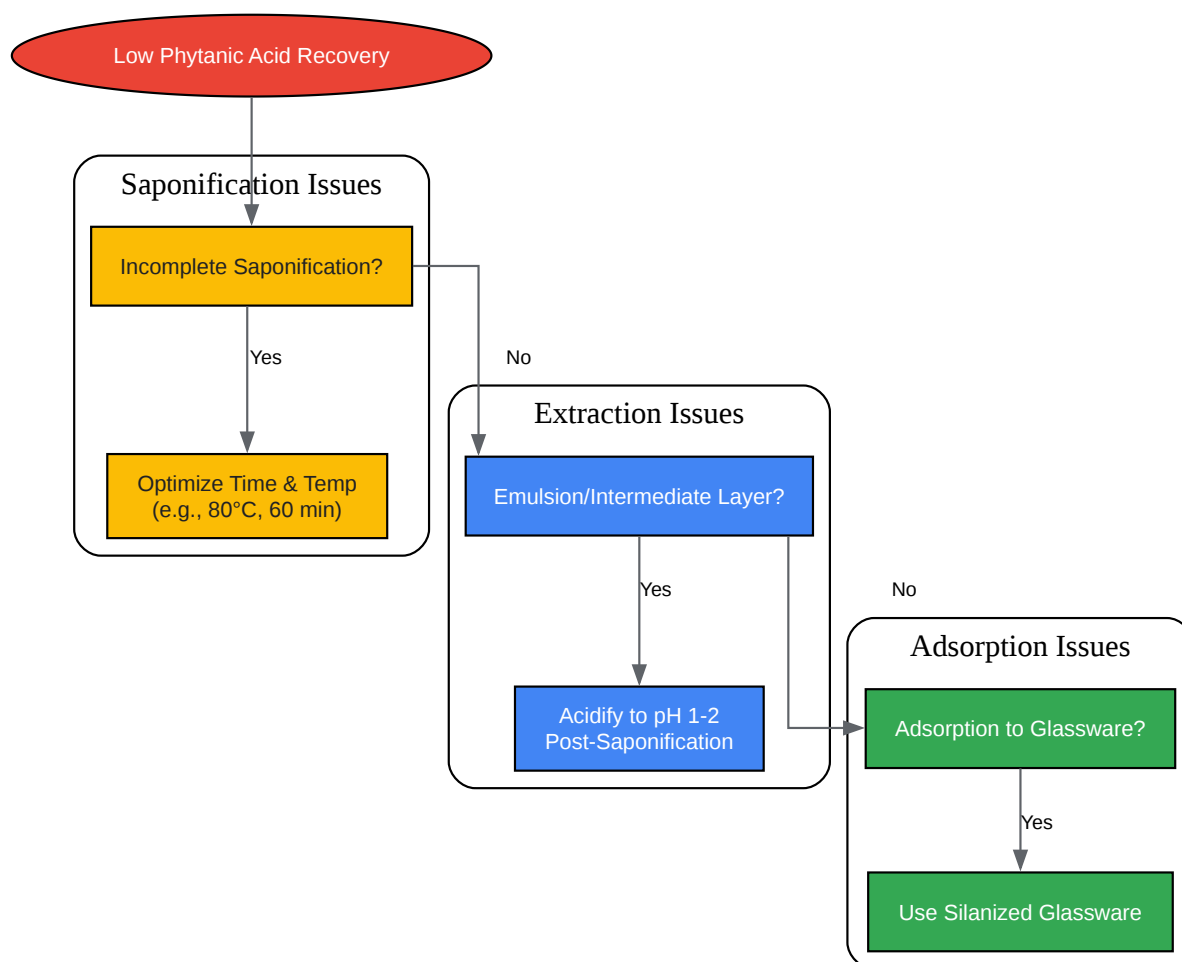 Low Phytanic Acid Recovery
Saponification Issues
Incomplete Saponification?
Yes
No
Optimize Time & Temp
(e.g., 80°C, 60 min)
Extraction Issues
Emulsion/Intermediate Layer?
Yes
No
Acidify to pH 1-2
Post-Saponification
Adsorption Issues
Adsorption to Glassware?
Yes
Use Silanized Glassware